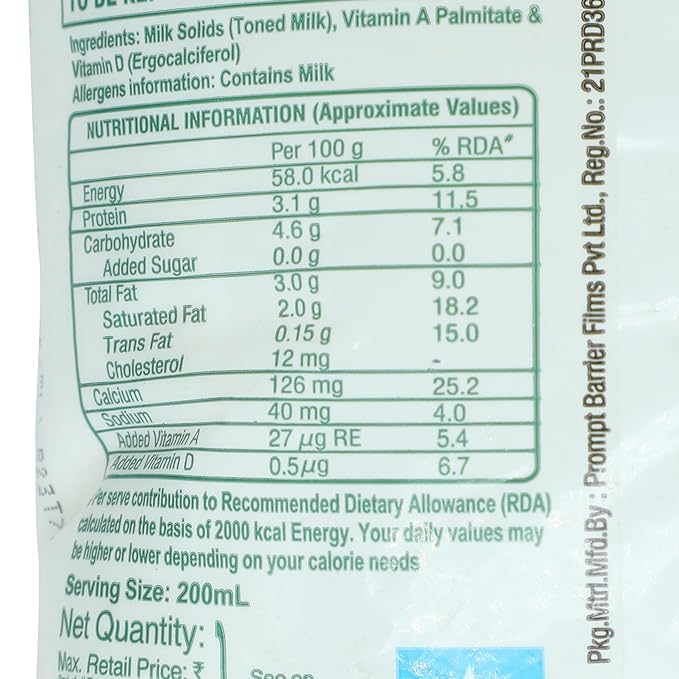 Ingredients: Milk Solids (Toned Milk), Vitamin A Palmitate &
Vitamin D (Ergocalciferol)
Allergens information: Contains Milk
NUTRITIONAL INFORMATION (Approximate Values)
Per 100 g % RDA#
Energy 58.0 kcal 5.8
Protein 3.1 g 11.5
Carbohydrate 4.6 g 7.1
Added Sugar 0.0 g 0.0
Total Fat 3.0 g 9.0
Saturated Fat 2.0 g 18.2
Trans Fat 0.15 g 15.0
Cholesterol 12 mg -
Calcium 126 mg 25.2
Sodium 40 mg 4.0
Added Vitamin A 27 µg RE 5.4
Added Vitamin D 0.5µg 6.7
Per serve contribution to Recommended Dietary Allowance (RDA)
calculated on the basis of 2000 kcal Energy. Your daily values may
be higher or lower depending on your calorie needs
Serving Size: 200mL
Net Quantity:
Max. Retail Price: ₹
See on
Pkg.Mtrl.Mfd.By : Prompt Barrier Films Pvt Ltd., Reg.No.: 21PRD36